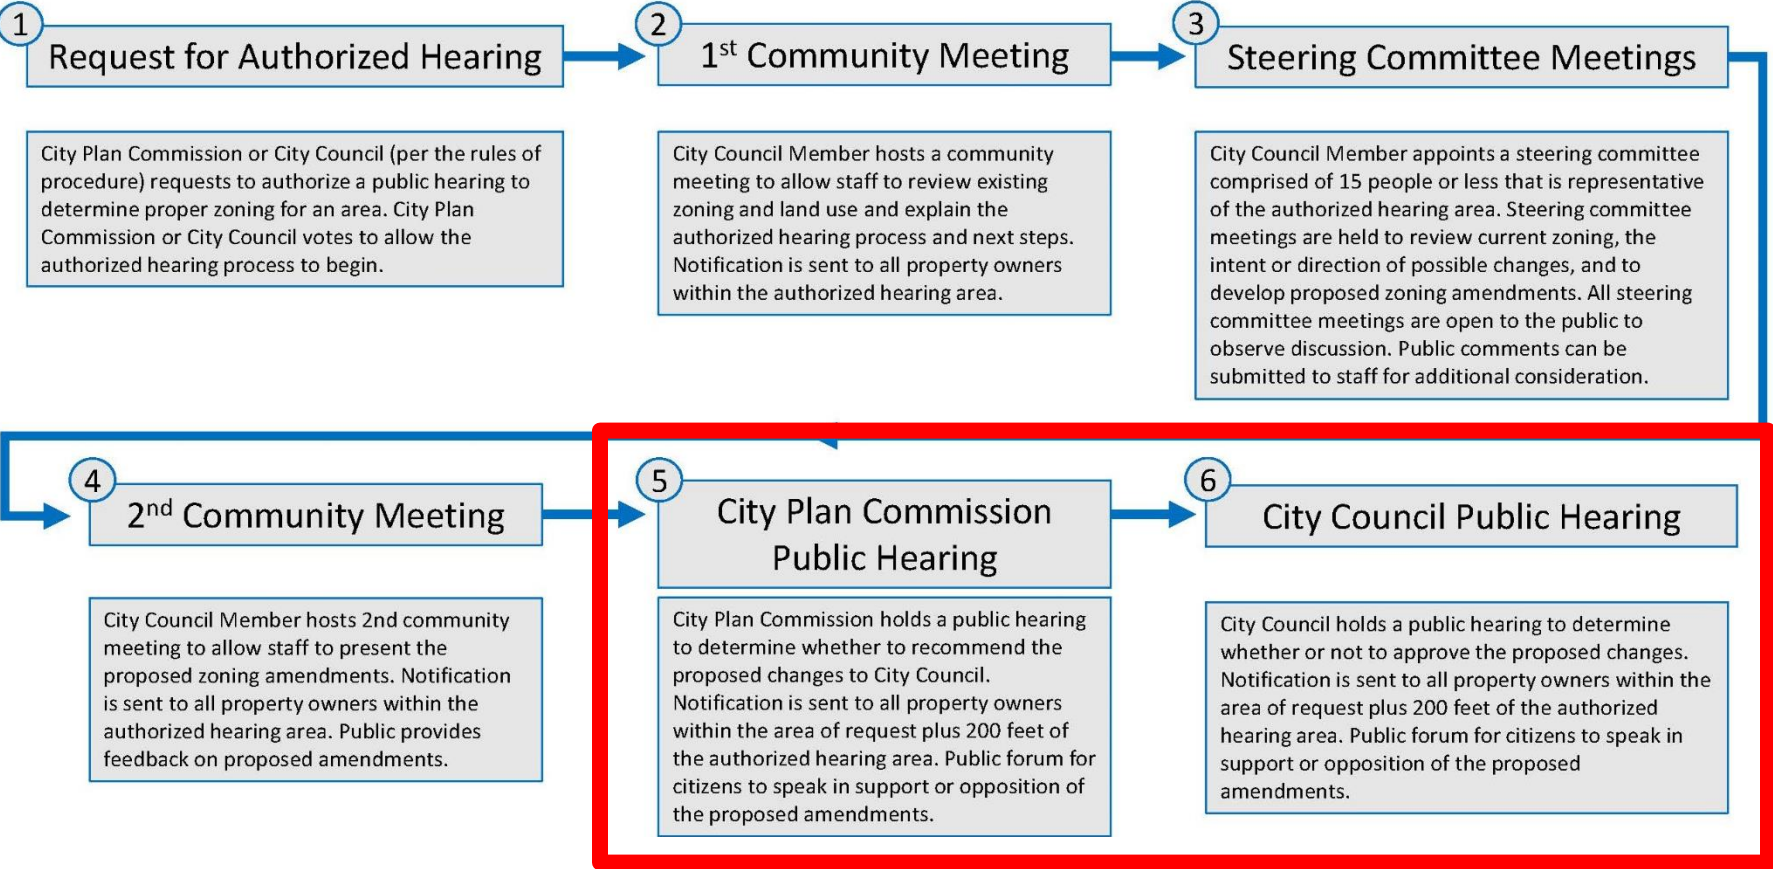 1
Request for Authorized Hearing
City Plan Commission or City Council (per the rules of
procedure) requests to authorize a public hearing to
determine proper zoning for an area. City Plan
Commission or City Council votes to allow the
authorized hearing process to begin.
2
1st Community Meeting
City Council Member hosts a community
meeting to allow staff to review existing
zoning and land use and explain the
authorized hearing process and next steps.
Notification is sent to all property owners
within the authorized hearing area.
3
Steering Committee Meetings
City Council Member appoints a steering committee
comprised of 15 people or less that is representative
of the authorized hearing area. Steering committee
meetings are held to review current zoning, the
intent or direction of possible changes, and to
develop proposed zoning amendments. All steering
committee meetings are open to the public to
observe discussion. Public comments can be
submitted to staff for additional consideration.
4
2nd Community Meeting
City Council Member hosts 2nd community
meeting to allow staff to present the
proposed zoning amendments. Notification
is sent to all property owners within the
authorized hearing area. Public provides
feedback on proposed amendments.
5
City Plan Commission
Public Hearing
City Plan Commission holds a public hearing
to determine whether to recommend the
proposed changes to City Council.
Notification is sent to all property owners
within the area of request plus 200 feet of
the authorized hearing area. Public forum for
citizens to speak in support or opposition of
the proposed amendments.
6
City Council Public Hearing
City Council holds a public hearing to determine
whether or not to approve the proposed changes.
Notification is sent to all property owners within the
area of request plus 200 feet of the authorized
hearing area. Public forum for citizens to speak in
support or opposition of the proposed
amendments.